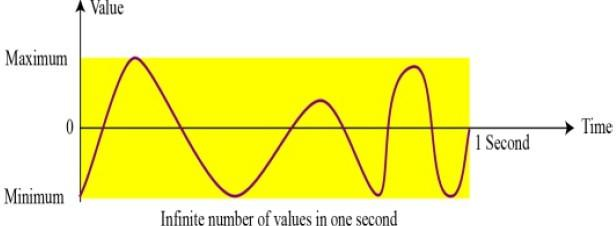 Value
Maximum
0
Time
1 Second
Minimum
Infinite number of values in one second